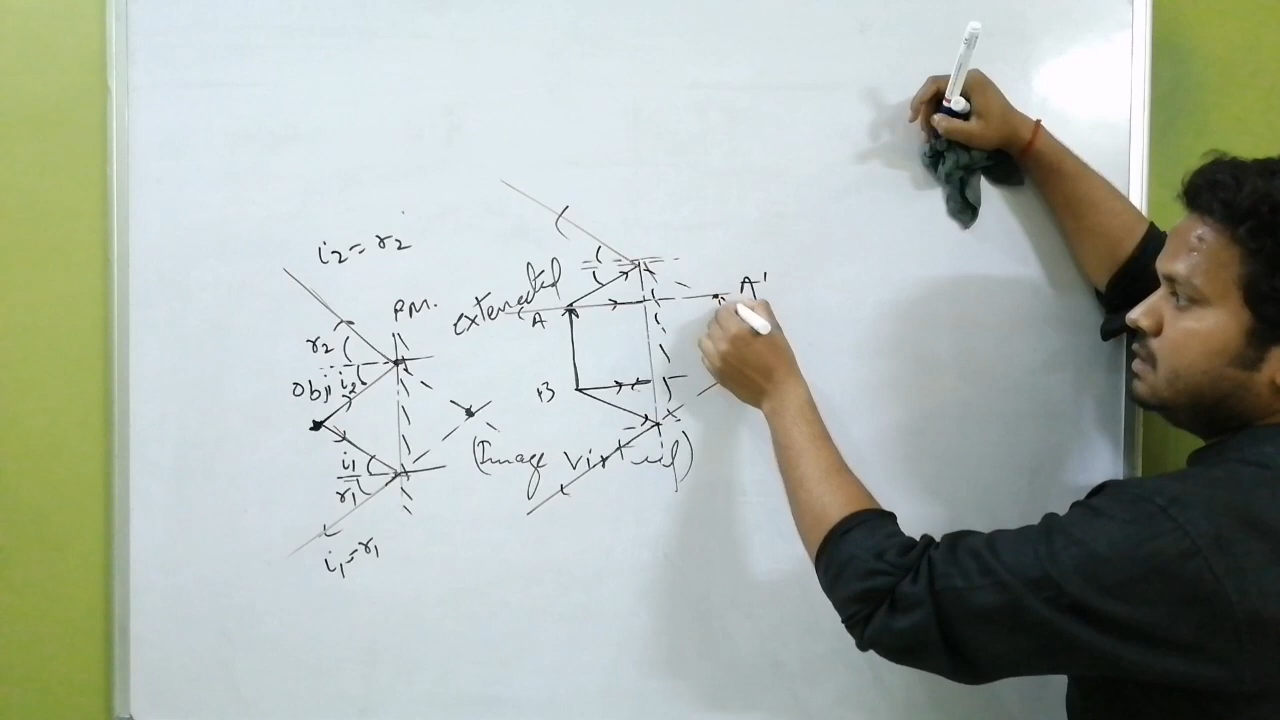 i₂=r₂
P.M.
r₂
Obj
i₂
i₁
r₁
i₁=r₁
extended
A
A'
B
(Image virtual)